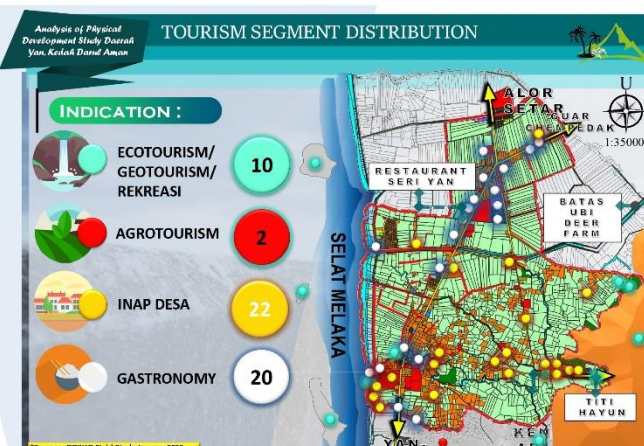 Analysis of Physical
Development Study Daerah
Yan, Kedah Darul Aman
TOURISM SEGMENT DISTRIBUTION
INDICATION :
ECOTOURISM/
GEOTOURISM/
REKREASI
10
AGROTOURISM
2
INAP DESA
22
GASTRONOMY
20
SELAT MELAKA
ALOR
SETAR
GUAR
CHEMPEDAK
U
1:35000
RESTAURANT
SERI YAN
BATAS
UBI
DEER
FARM
TITI
HAYUN
YAN